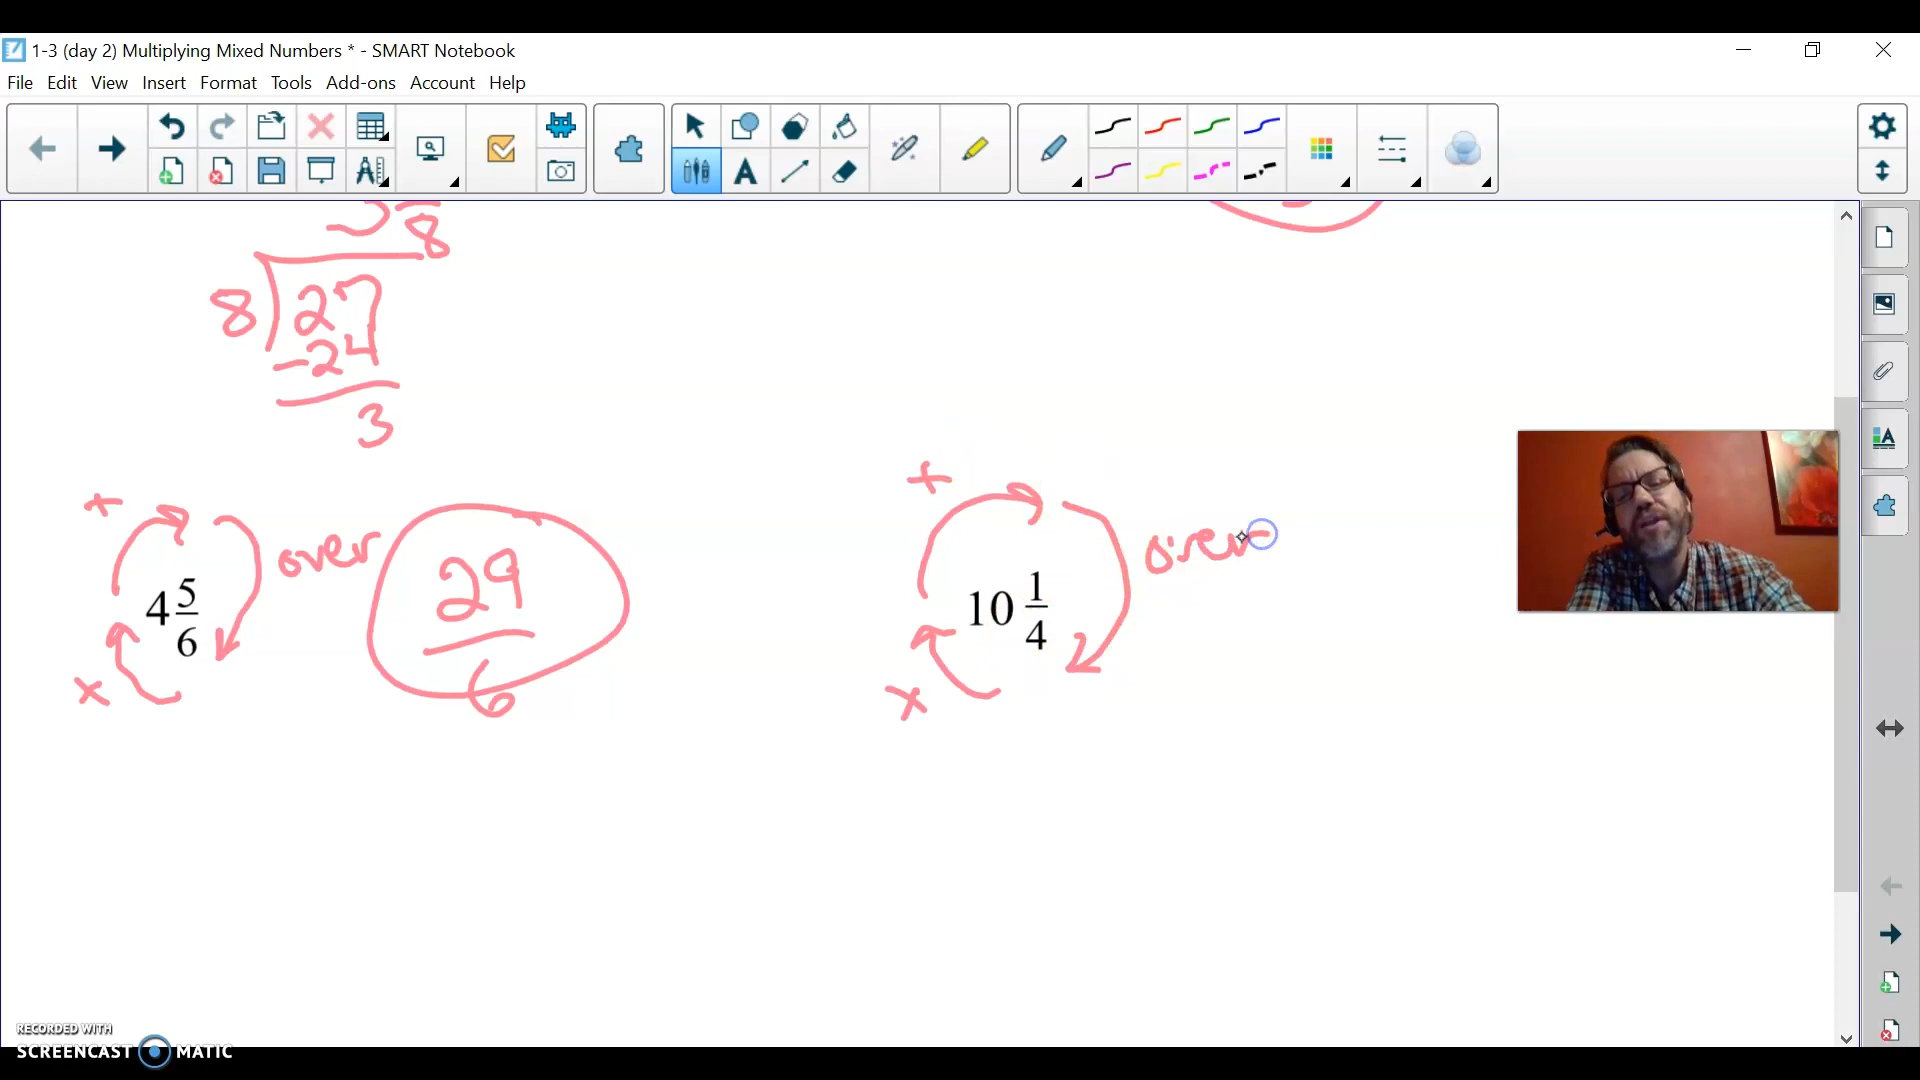 1-3 (day 2) Multiplying Mixed Numbers * - SMART Notebook
File Edit View Insert Format Tools Add-ons Account Help
3/8
8 27
-24
3
+ +
4 5/6 over 29/6
10 1/4 over
x x
RECORDED WITH
SCREENCAST MATIC